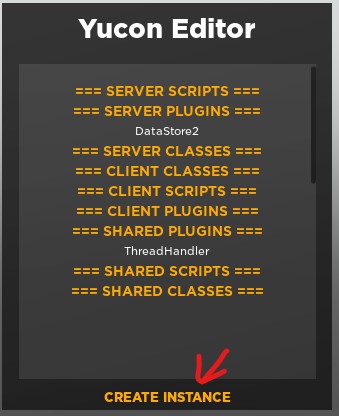 Yucon Editor
=== SERVER SCRIPTS ===
=== SERVER PLUGINS ===
DataStore2
=== SERVER CLASSES ===
=== CLIENT CLASSES ===
=== CLIENT SCRIPTS ===
=== CLIENT PLUGINS ===
=== SHARED PLUGINS ===
ThreadHandler
=== SHARED SCRIPTS ===
=== SHARED CLASSES ===
CREATE INSTANCE